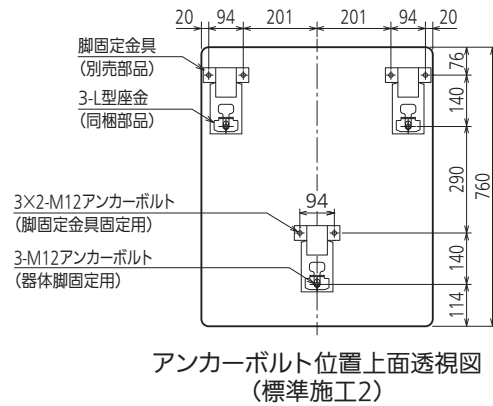 20 94 201 201 94 20
脚固定金具
(別売部品)
3-L型座金
(同梱部品)
76
140
290
760
3×2-M12アンカーボルト
(脚固定金具固定用)
94
3-M12アンカーボルト
(器体脚固定用)
140
114
アンカーボルト位置上面透視図
(標準施工2)